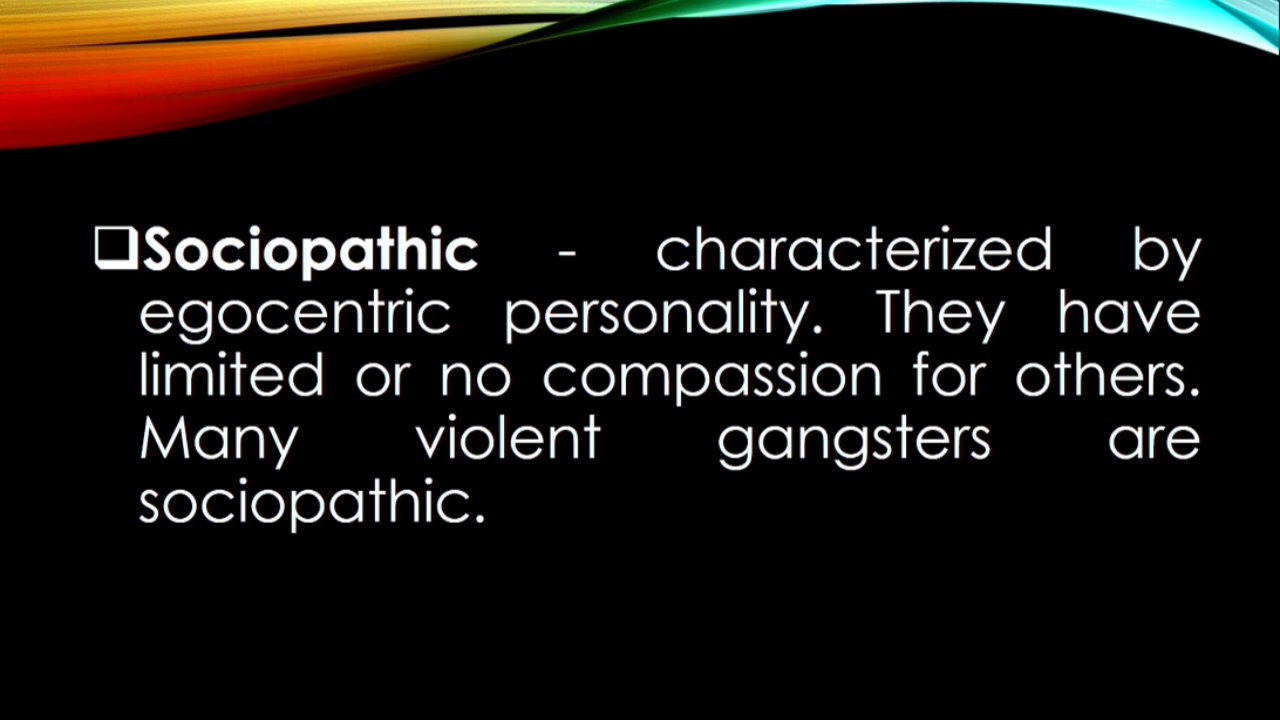 ❑Sociopathic - characterized by
egocentric personality. They have
limited or no compassion for others.
Many violent gangsters are
sociopathic.